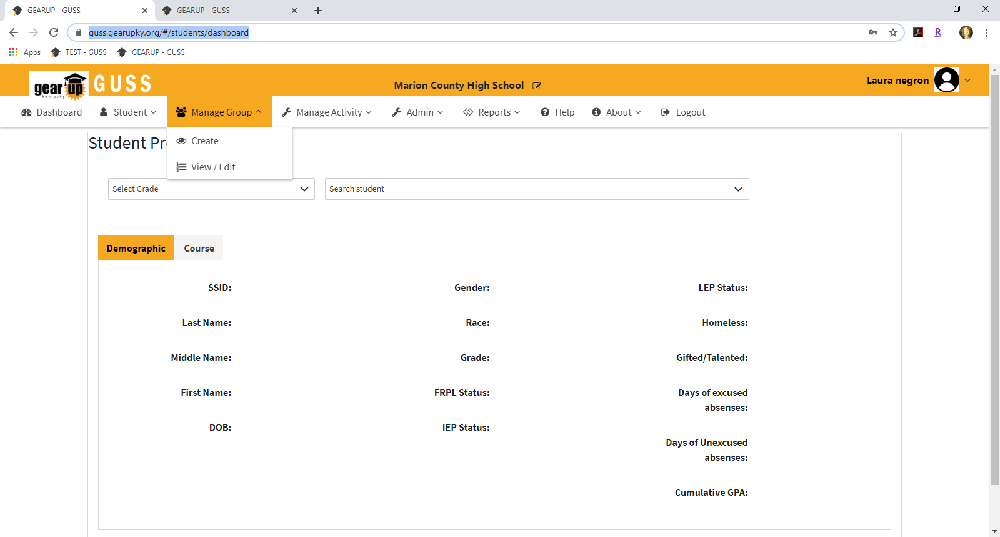 GEARUP - GUSS
GEARUP - GUSS
guss.gearupky.org/#/students/dashboard
Apps
TEST - GUSS
GEARUP - GUSS
gear up
kentucky
GUSS
Marion County High School
Laura negron
Dashboard
Student
Manage Group
Manage Activity
Admin
Reports
Help
About
Logout
Create
View / Edit
Student Pr
Select Grade
Search student
Demographic
Course
SSID:
Gender:
LEP Status:
Last Name:
Race:
Homeless:
Middle Name:
Grade:
Gifted/Talented:
First Name:
FRPL Status:
Days of excused
absenses:
DOB:
IEP Status:
Days of Unexcused
absenses:
Cumulative GPA: